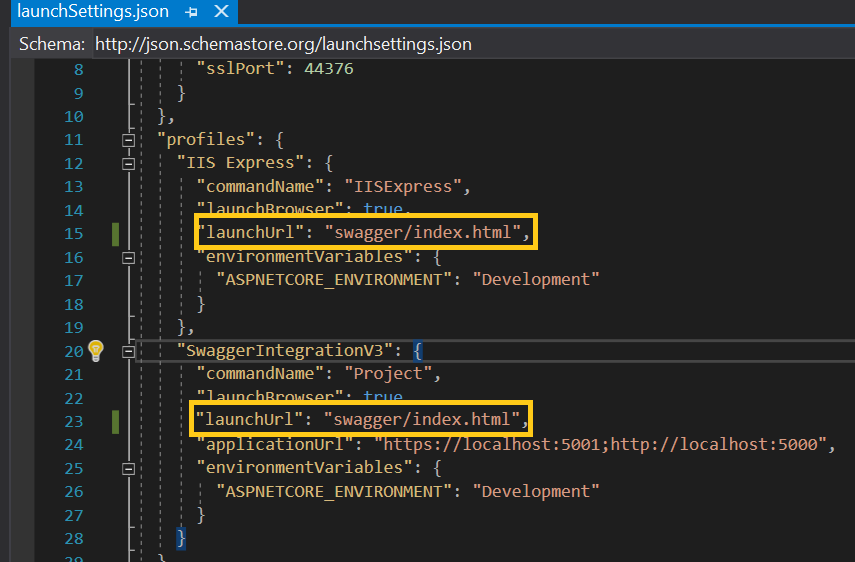 launchSettings.json
Schema: http://json.schemastore.org/launchsettings.json
8 "sslPort": 44376
9 }
10 },
11 "profiles": {
12 "IIS Express": {
13 "commandName": "IISExpress",
14 "launchBrowser": true,
15 "launchUrl": "swagger/index.html",
16 "environmentVariables": {
17 "ASPNETCORE_ENVIRONMENT": "Development"
18 }
19 },
20 "SwaggerIntegrationV3": {
21 "commandName": "Project",
22 "launchBrowser": true
23 "launchUrl": "swagger/index.html",
24 "applicationUrl": "https://localhost:5001;http://localhost:5000",
25 "environmentVariables": {
26 "ASPNETCORE_ENVIRONMENT": "Development"
27 }
28 }
29 }